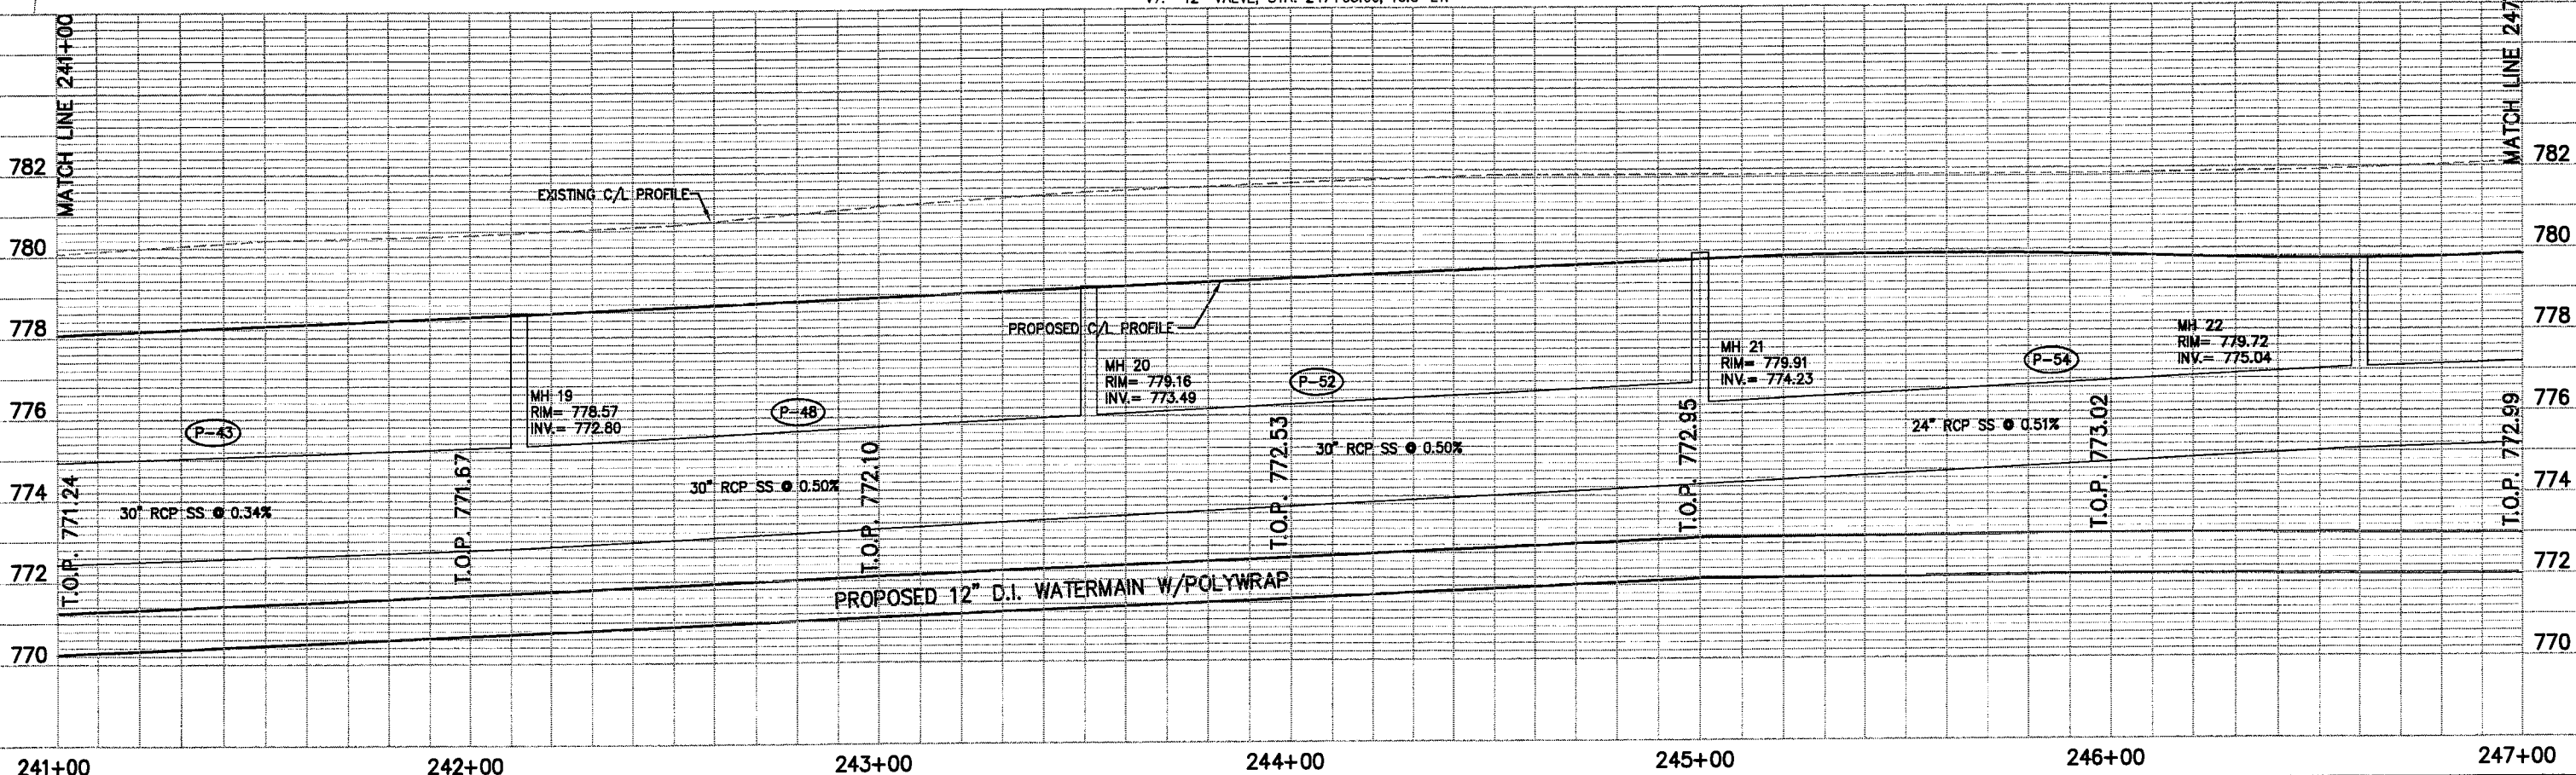 V7. 12" VALVE, STA. 247+
MATCH LINE 241+00
MATCH LINE 247
782
782
EXISTING C/L PROFILE
780
780
778
778
PROPOSED C/L PROFILE
MH 19
RIM= 778.57
INV.= 772.80
MH 20
RIM= 779.16
INV.= 773.49
MH 21
RIM= 779.91
INV.= 774.23
MH 22
RIM= 779.72
INV.= 775.04
776
776
P-43
P-48
P-52
P-54
30" RCP SS @ 0.34%
30" RCP SS @ 0.50%
30" RCP SS @ 0.50%
24" RCP SS @ 0.51%
774
774
T.O.P. 771.24
T.O.P. 771.67
T.O.P. 772.10
T.O.P. 772.53
T.O.P. 772.95
T.O.P. 773.02
T.O.P. 772.99
772
772
PROPOSED 12" D.I. WATERMAIN W/POLYWRAP
770
770
241+00
242+00
243+00
244+00
245+00
246+00
247+00